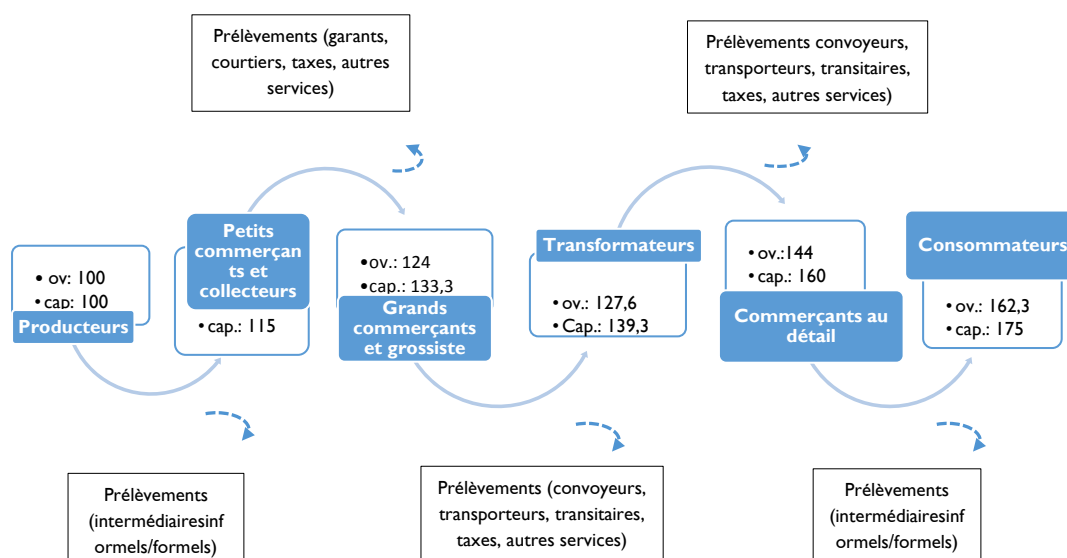 Prélèvements (garants,
courtiers, taxes, autres
services)
Prélèvements convoyeurs,
transporteurs, transitaires,
taxes, autres services)
• ov: 100
• cap: 100
Producteurs
Petits
commerçan
ts et
collecteurs
• cap.: 115
• ov.: 124
• cap.: 133,3
Grands
commerçants
et grossiste
Transformateurs
• ov.: 127,6
• Cap.: 139,3
• ov.:144
• cap.: 160
Commerçants au
détail
Consommateurs
• ov.: 162,3
• cap.: 175
Prélèvements
(intermédiairesinf
ormels/formels)
Prélèvements (convoyeurs,
transporteurs, transitaires,
taxes, autres services)
Prélèvements
(intermédiairesinf
ormels/formels)